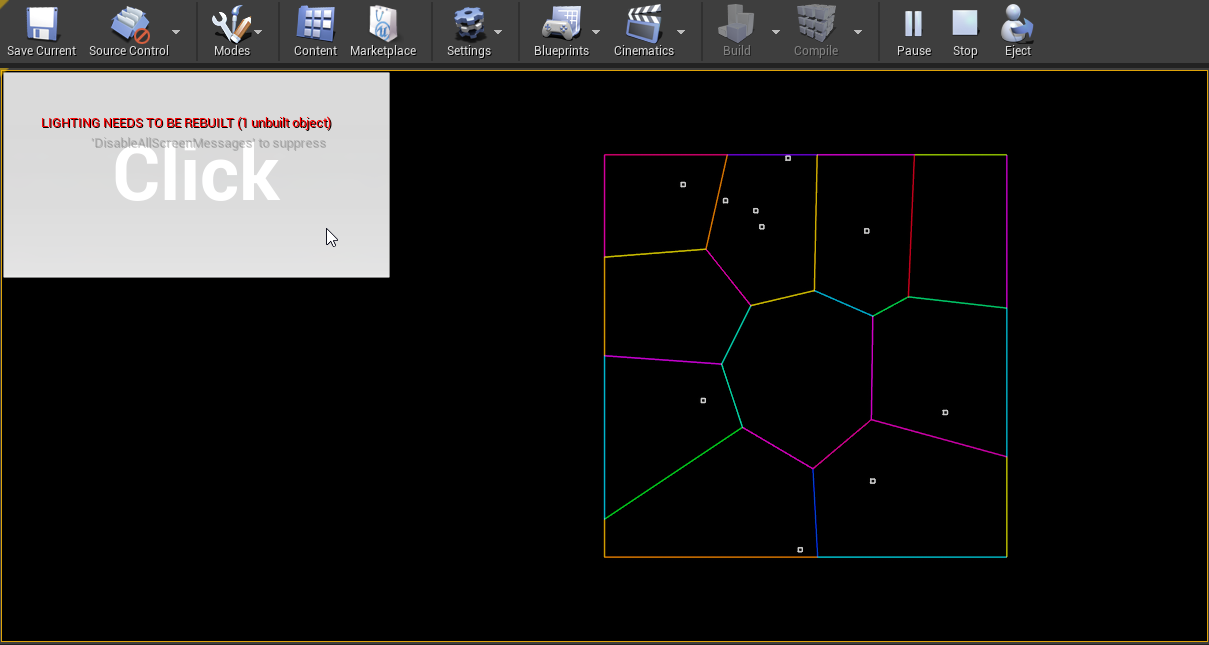 Save Current
Source Control
Modes
Content
Marketplace
Settings
Blueprints
Cinematics
Build
Compile
Pause
Stop
Eject
LIGHTING NEEDS TO BE REBUILT (1 unbuilt object)
'DisableAllScreenMessages' to suppress
Click